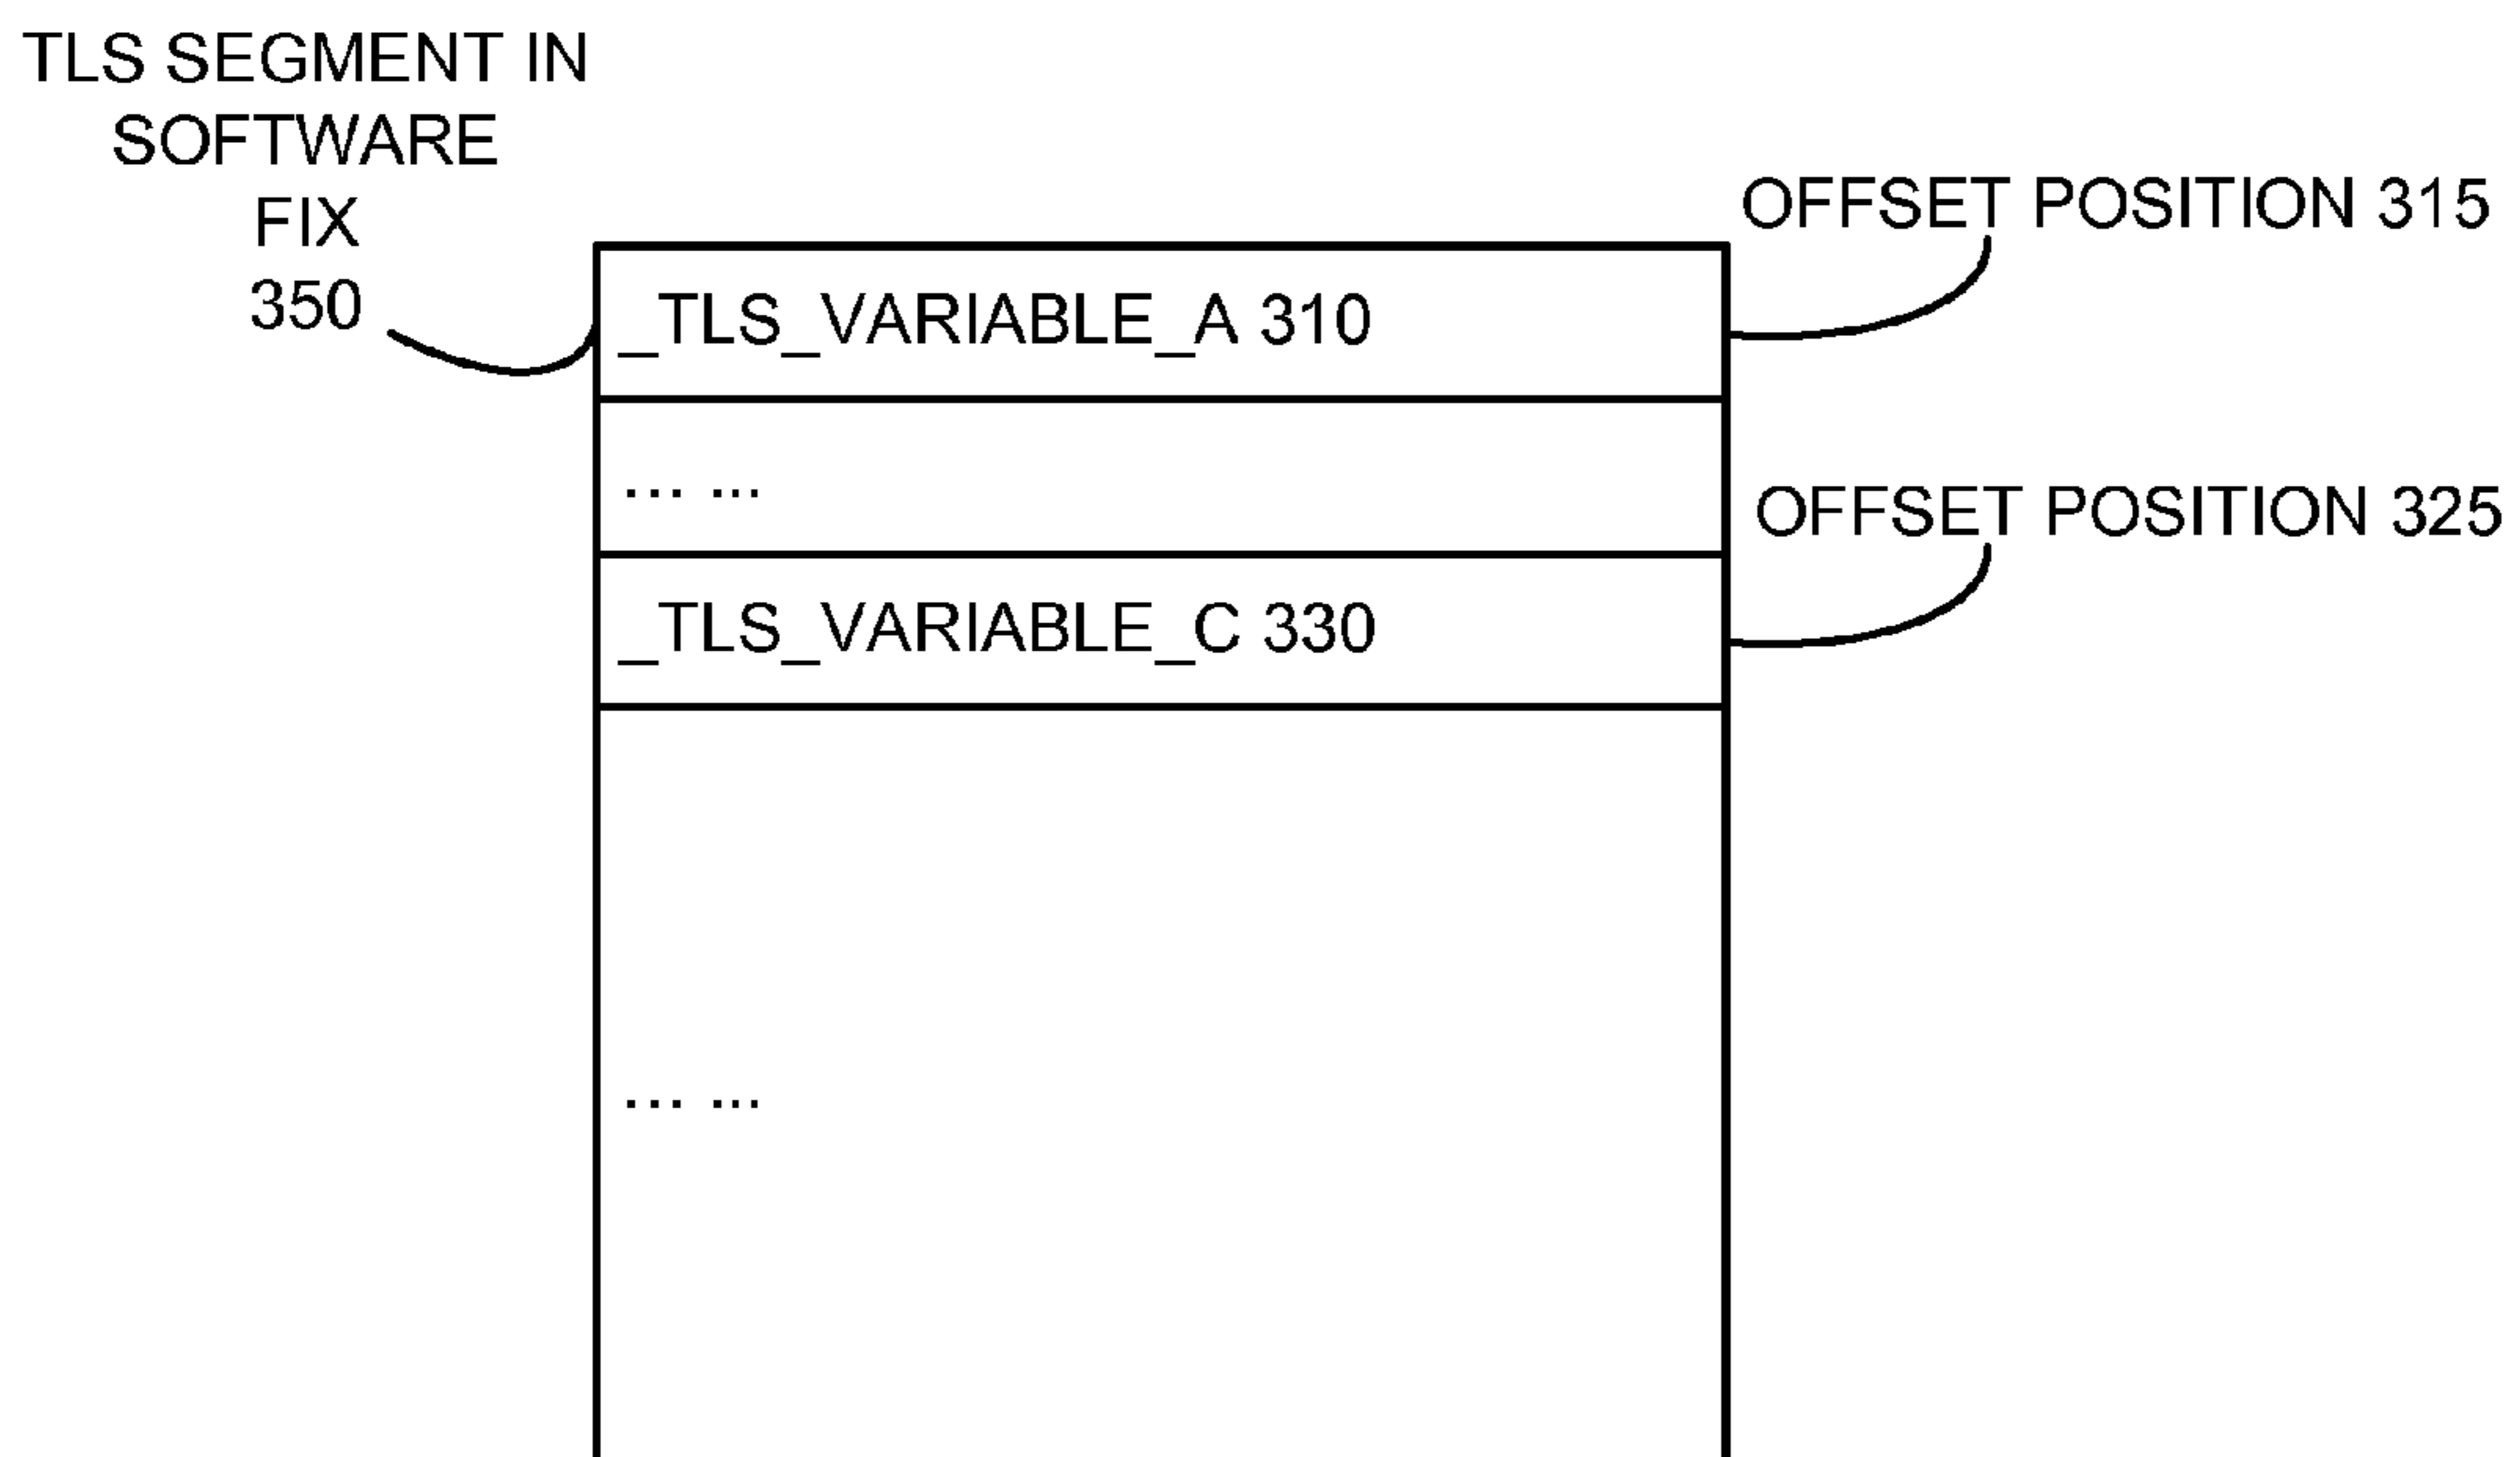 TLS SEGMENT IN
SOFTWARE
FIX
350
OFFSET POSITION 315
_TLS_VARIABLE_A 310
... ...
OFFSET POSITION 325
_TLS_VARIABLE_C 330
... ...